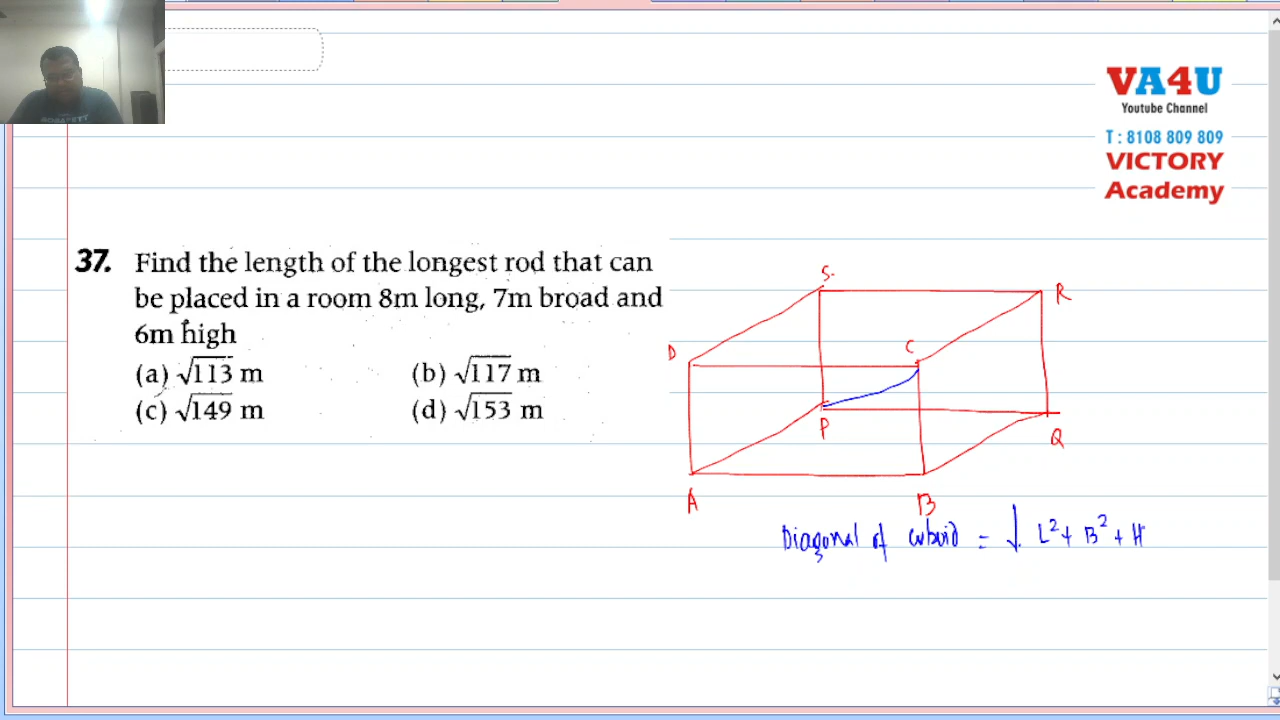 VA4U
Youtube Channel
T : 8108 809 809
VICTORY
Academy
37. Find the length of the longest rod that can
be placed in a room 8m long, 7m broad and
6m high
(a) √113 m (b) √117 m
(c) √149 m (d) √153 m
S
R
D
C
P
Q
A
B
Diagonal of cuboid = √ L² + B² + H